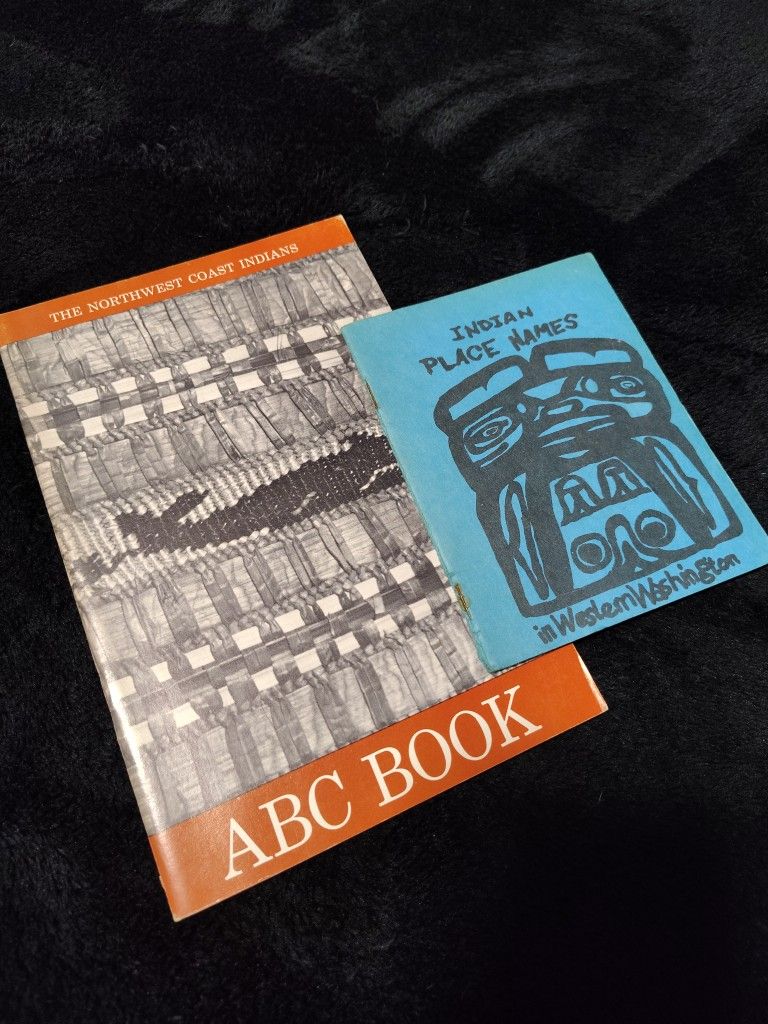 THE NORTHWEST COAST INDIANS
ABC BOOK
INDIAN
PLACE NAMES
in Western Washington